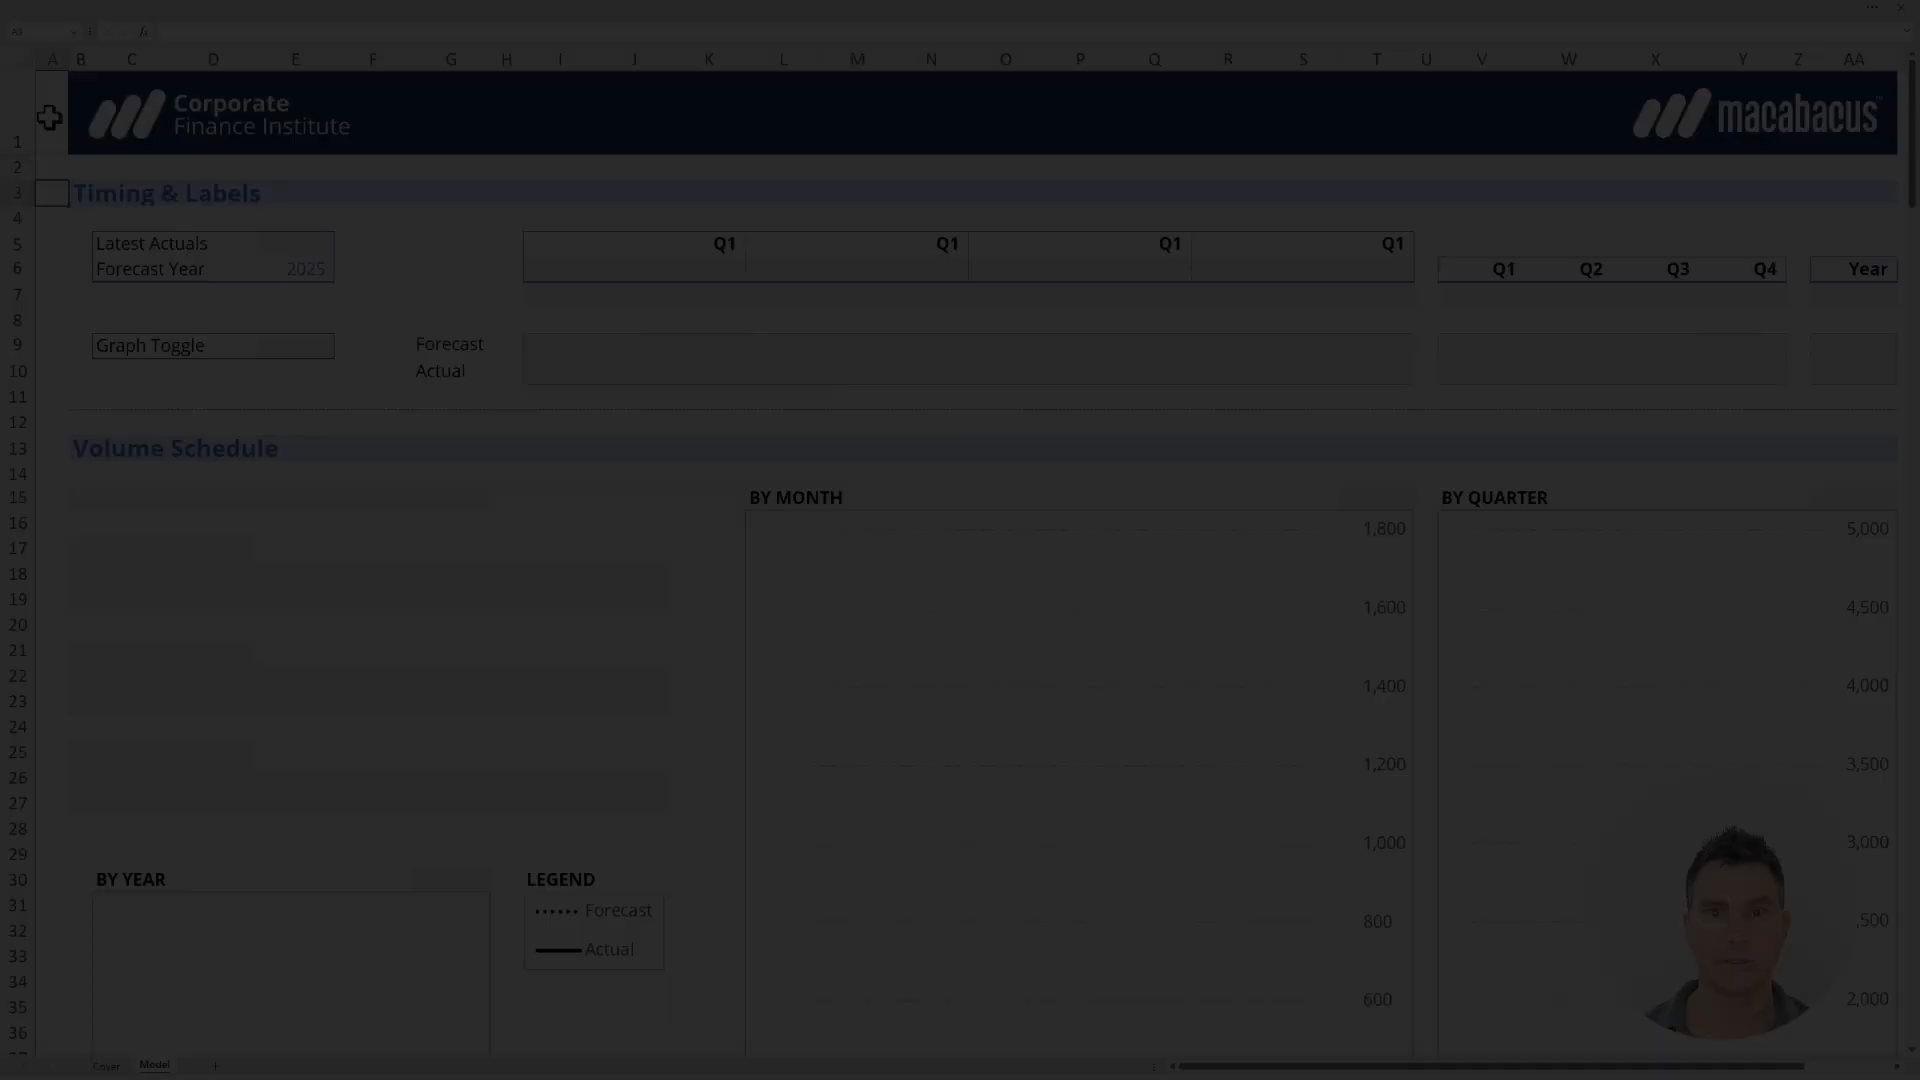 A3
fx
A B C D E F G H I J K L M N O P Q R S T U V W X Y Z AA
Corporate
Finance Institute
macabacus™
1
2
3 Timing & Labels
4
5 Latest Actuals Q1 Q1 Q1 Q1
6 Forecast Year 2025 Q1 Q2 Q3 Q4 Year
7
8
9 Graph Toggle Forecast
10 Actual
11
12
13 Volume Schedule
14
15 BY MONTH BY QUARTER
16 1,800 5,000
17
18
19 1,600 4,500
20
21
22 1,400 4,000
23
24
25 1,200 3,500
26
27
28 1,000 3,000
29
30 BY YEAR LEGEND
31 Forecast 800 ,500
32
33 Actual
34 600 2,000
35
36
Cover Model +